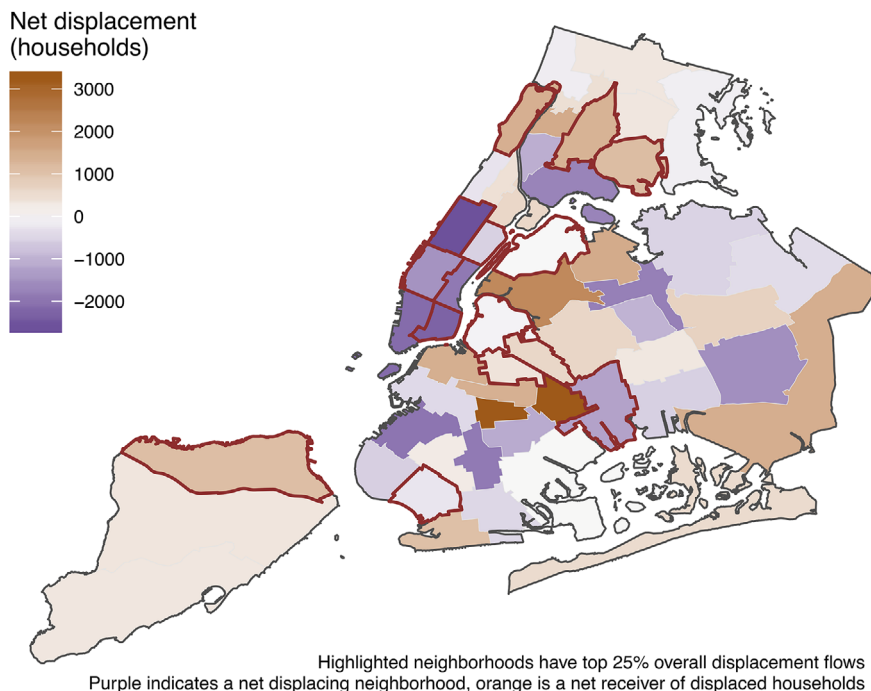 Net displacement
(households)
3000
2000
1000
0
−1000
−2000
Highlighted neighborhoods have top 25% overall displacement flows
Purple indicates a net displacing neighborhood, orange is a net receiver of displaced households